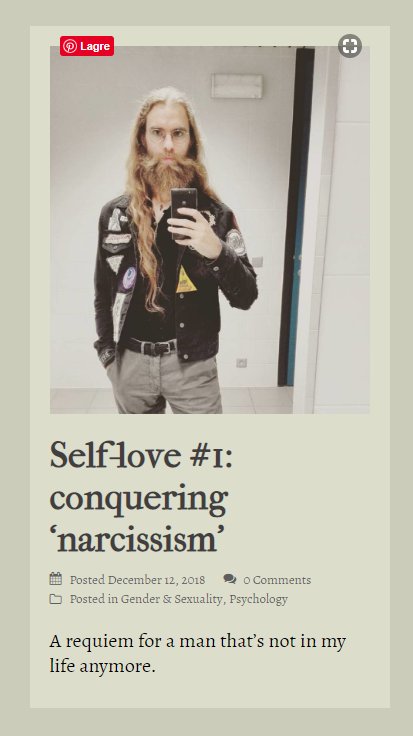 Lagre
Self-love #1:
conquering
‘narcissism’
Posted December 12, 2018 0 Comments
Posted in Gender & Sexuality, Psychology
A requiem for a man that’s not in my
life anymore.